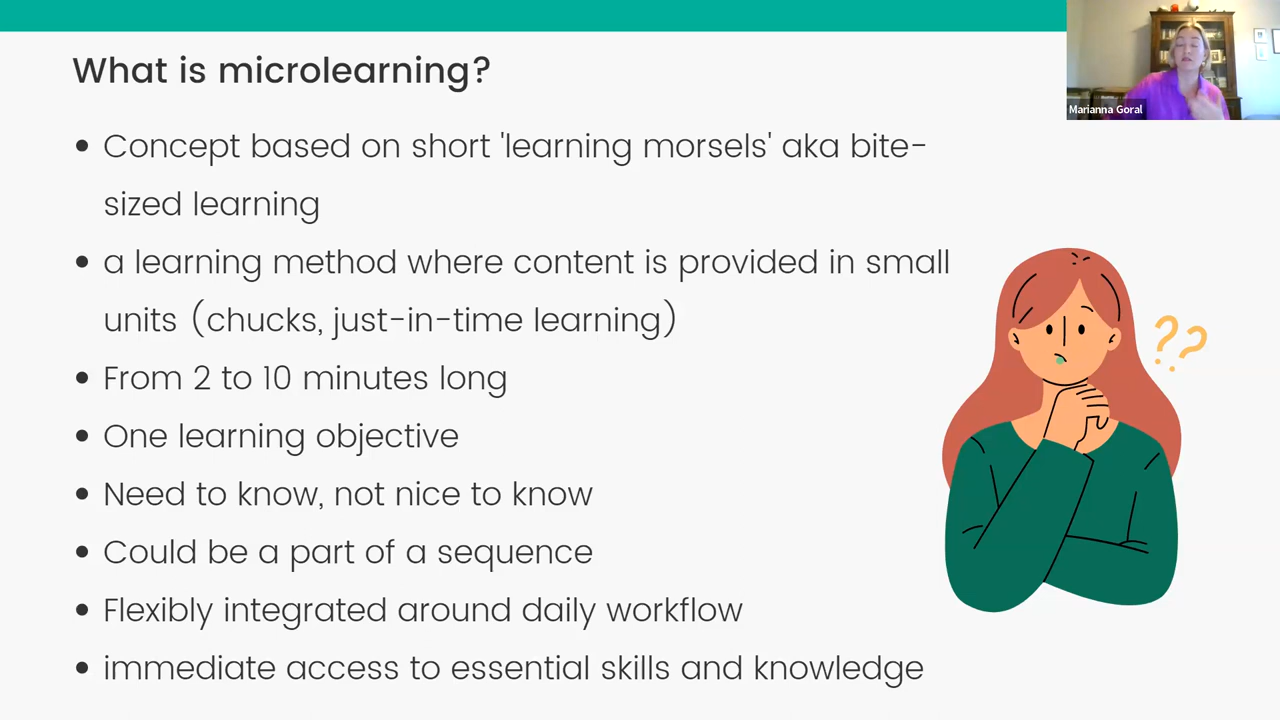 What is microlearning?
Marianna Goral
• Concept based on short 'learning morsels' aka bite-
sized learning
• a learning method where content is provided in small
units (chucks, just-in-time learning)
• From 2 to 10 minutes long
• One learning objective
• Need to know, not nice to know
• Could be a part of a sequence
• Flexibly integrated around daily workflow
• immediate access to essential skills and knowledge
??